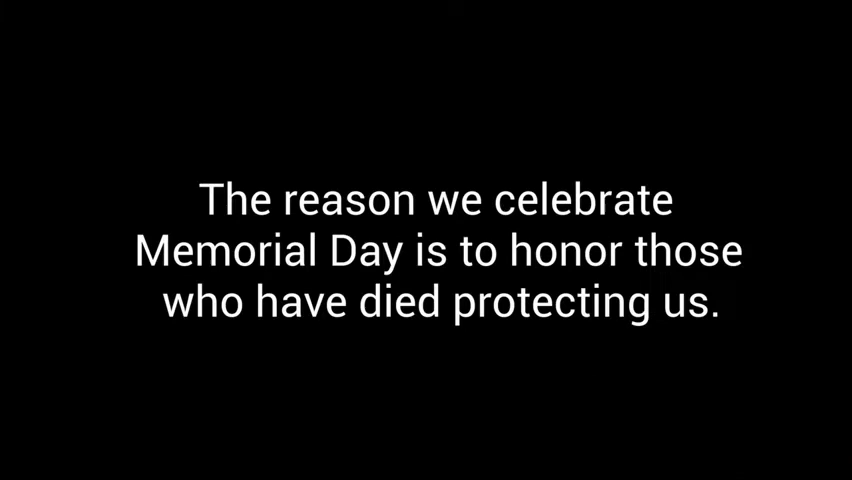 The reason we celebrate
Memorial Day is to honor those
who have died protecting us.